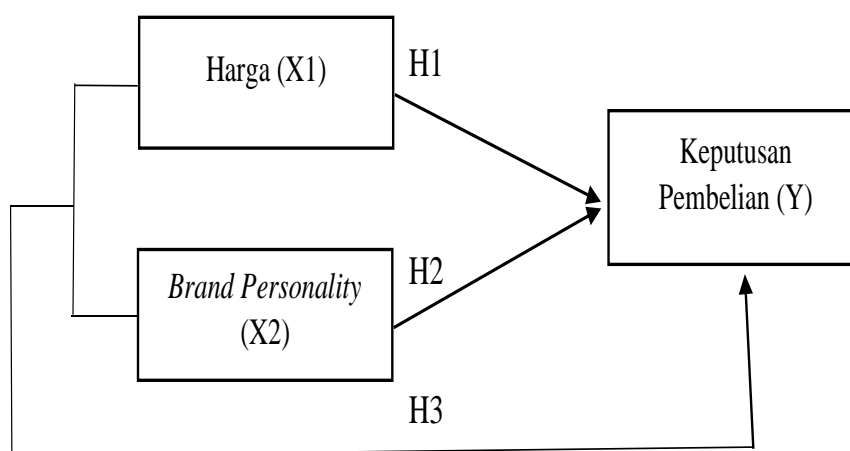 Harga (X1)
H1
Keputusan
Pembelian (Y)
Brand Personality
(X2)
H2
H3